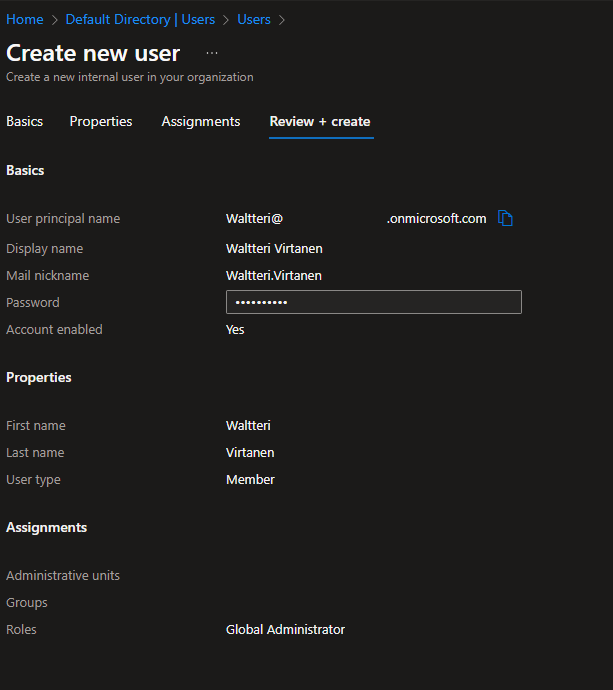 Home > Default Directory | Users > Users >
Create new user ...
Create a new internal user in your organization
Basics Properties Assignments Review + create
Basics
User principal name Waltteri@ .onmicrosoft.com
Display name Waltteri Virtanen
Mail nickname Waltteri.Virtanen
Password ••••••••••
Account enabled Yes
Properties
First name Waltteri
Last name Virtanen
User type Member
Assignments
Administrative units
Groups
Roles Global Administrator